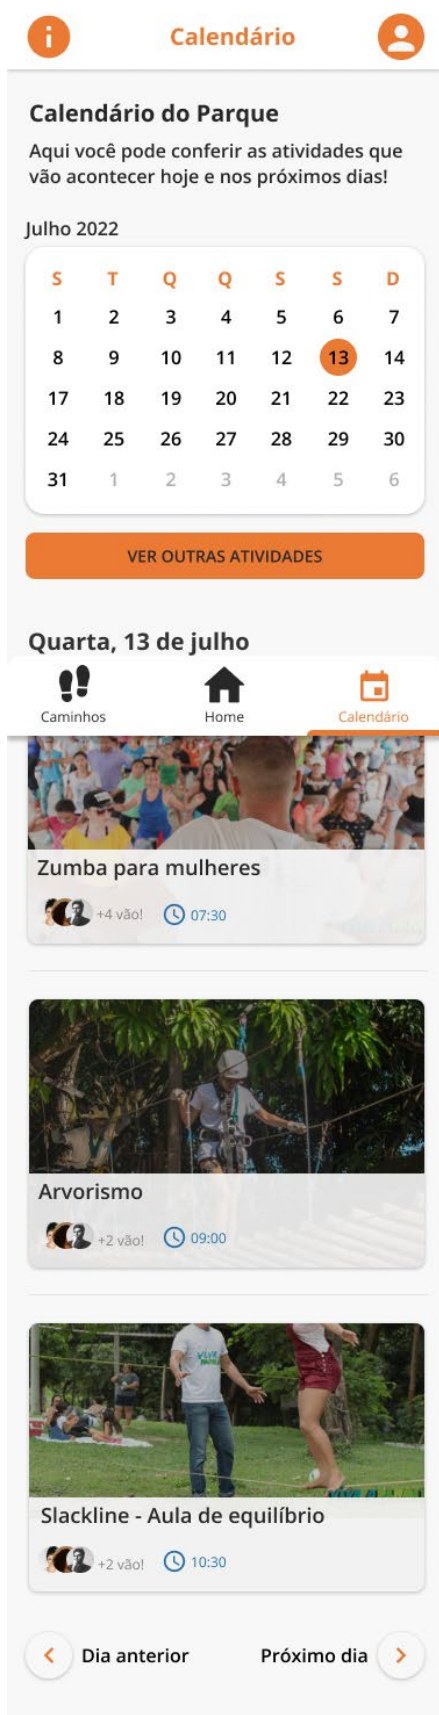 Calendário
Calendário do Parque
Aqui você pode conferir as atividades que
vão acontecer hoje e nos próximos dias!
Julho 2022
S T Q Q S S D
1 2 3 4 5 6 7
8 9 10 11 12 13 14
17 18 19 20 21 22 23
24 25 26 27 28 29 30
31 1 2 3 4 5 6
VER OUTRAS ATIVIDADES
Quarta, 13 de julho
Caminhos Home Calendário
Zumba para mulheres
+4 vão! 07:30
Arvorismo
+2 vão! 09:00
Slackline - Aula de equilíbrio
+2 vão! 10:30
Dia anterior Próximo dia